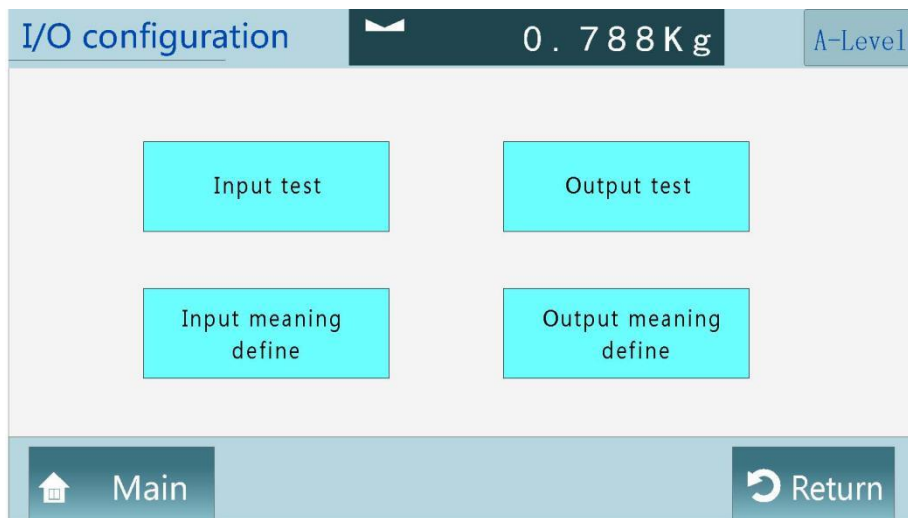 I/O configuration
0.788Kg
A-Level
Input test
Output test
Input meaning
define
Output meaning
define
Main
Return